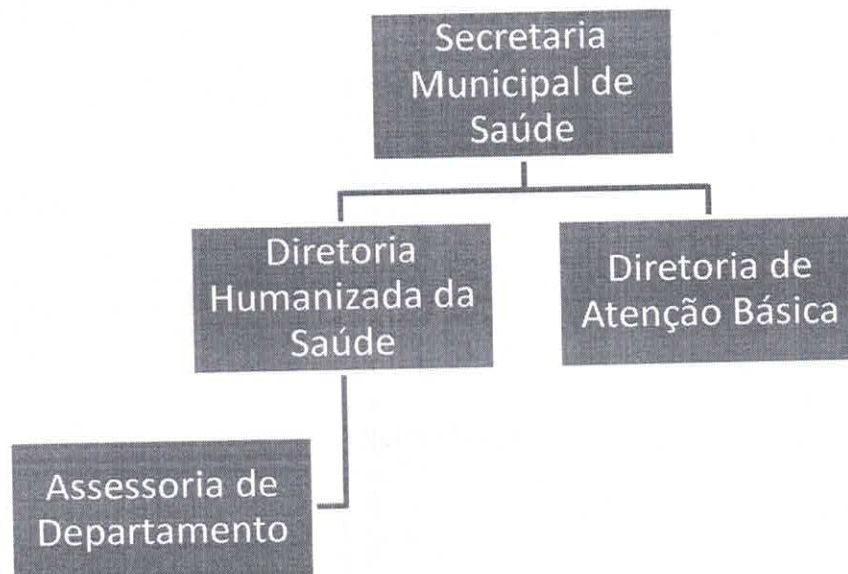 Secretaria
Municipal de
Saúde
Diretoria
Humanizada da
Saúde
Diretoria de
Atenção Básica
Assessoria de
Departamento